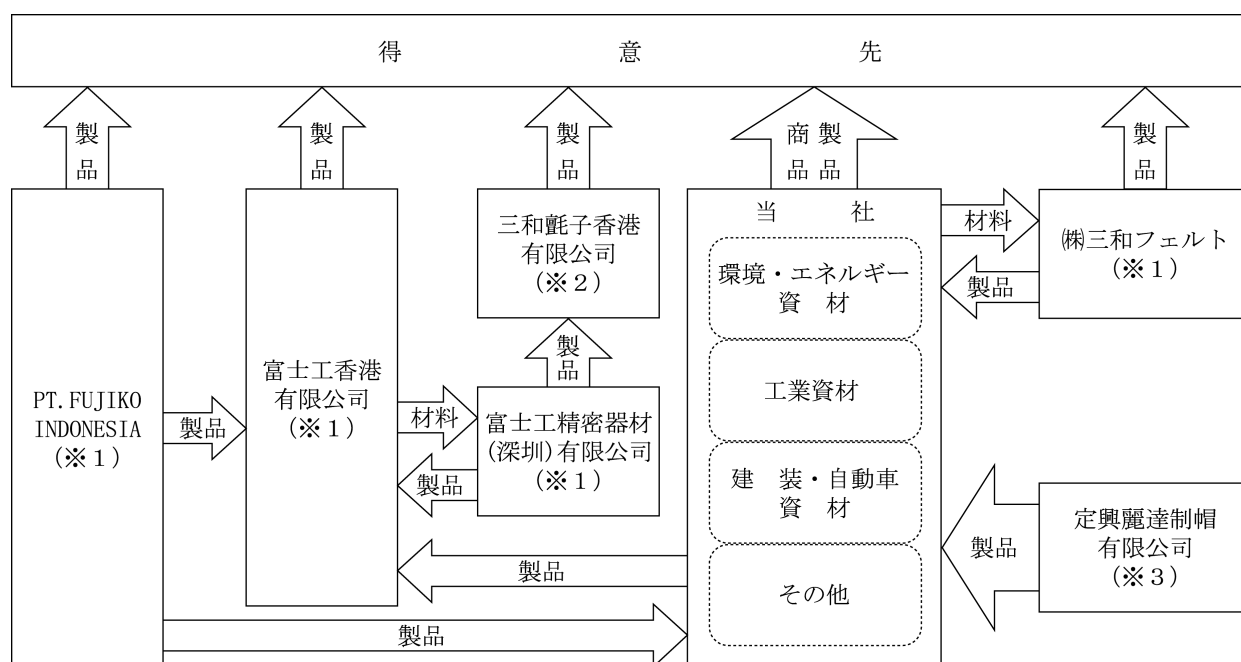 得意先
製品
製品
製品
商品
製品
製品
当社
三和氈子香港
有限公司
(※2)
材料
㈱三和フェルト
(※1)
製品
環境・エネルギー
資材
製品
富士工香港
有限公司
(※1)
工業資材
PT.FUJIKO
INDONESIA
(※1)
製品
材料
富士工精密器材
(深圳)有限公司
(※1)
製品
建装・自動車
資材
製品
定興麗達制帽
有限公司
(※3)
製品
その他
製品